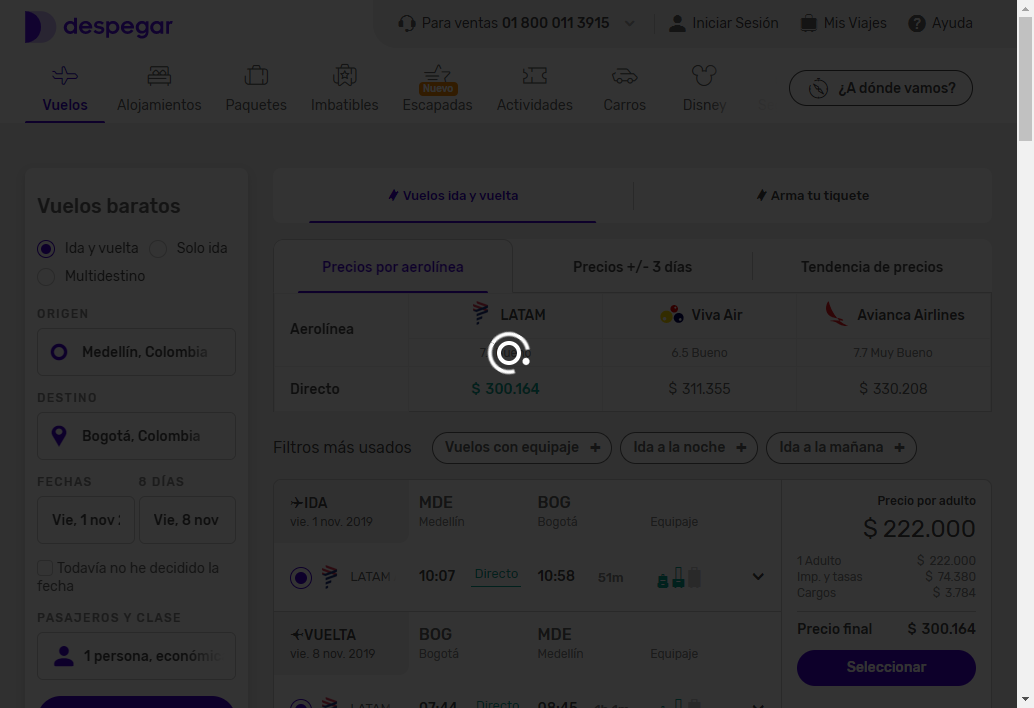 despegar
Para ventas 01 800 011 3915
Iniciar Sesión
Mis Viajes
Ayuda
Vuelos
Alojamientos
Paquetes
Imbatibles
Nuevo
Escapadas
Actividades
Carros
Disney
¿A dónde vamos?
Vuelos baratos
Ida y vuelta
Solo ida
Multidestino
ORIGEN
Medellín, Colombia
DESTINO
Bogotá, Colombia
FECHAS
8 DÍAS
Vie, 1 nov
Vie, 8 nov
Todavía no he decidido la
fecha
PASAJEROS Y CLASE
1 persona, económic
Vuelos ida y vuelta
Arma tu tiquete
Precios por aerolínea
Precios +/- 3 días
Tendencia de precios
Aerolínea
LATAM
Viva Air
Avianca Airlines
6.5 Bueno
7.7 Muy Bueno
Directo
$ 300.164
$ 311.355
$ 330.208
Filtros más usados
Vuelos con equipaje +
Ida a la noche +
Ida a la mañana +
IDA
vie. 1 nov. 2019
MDE
Medellín
BOG
Bogotá
Equipaje
LATAM
10:07
Directo
10:58
51m
VUELTA
vie. 8 nov. 2019
BOG
Bogotá
MDE
Medellín
Equipaje
LATAM
07:44
Directo
08:45
Precio por adulto
$ 222.000
1 Adulto $ 222.000
Imp. y tasas $ 74.380
Cargos $ 3.784
Precio final $ 300.164
Seleccionar